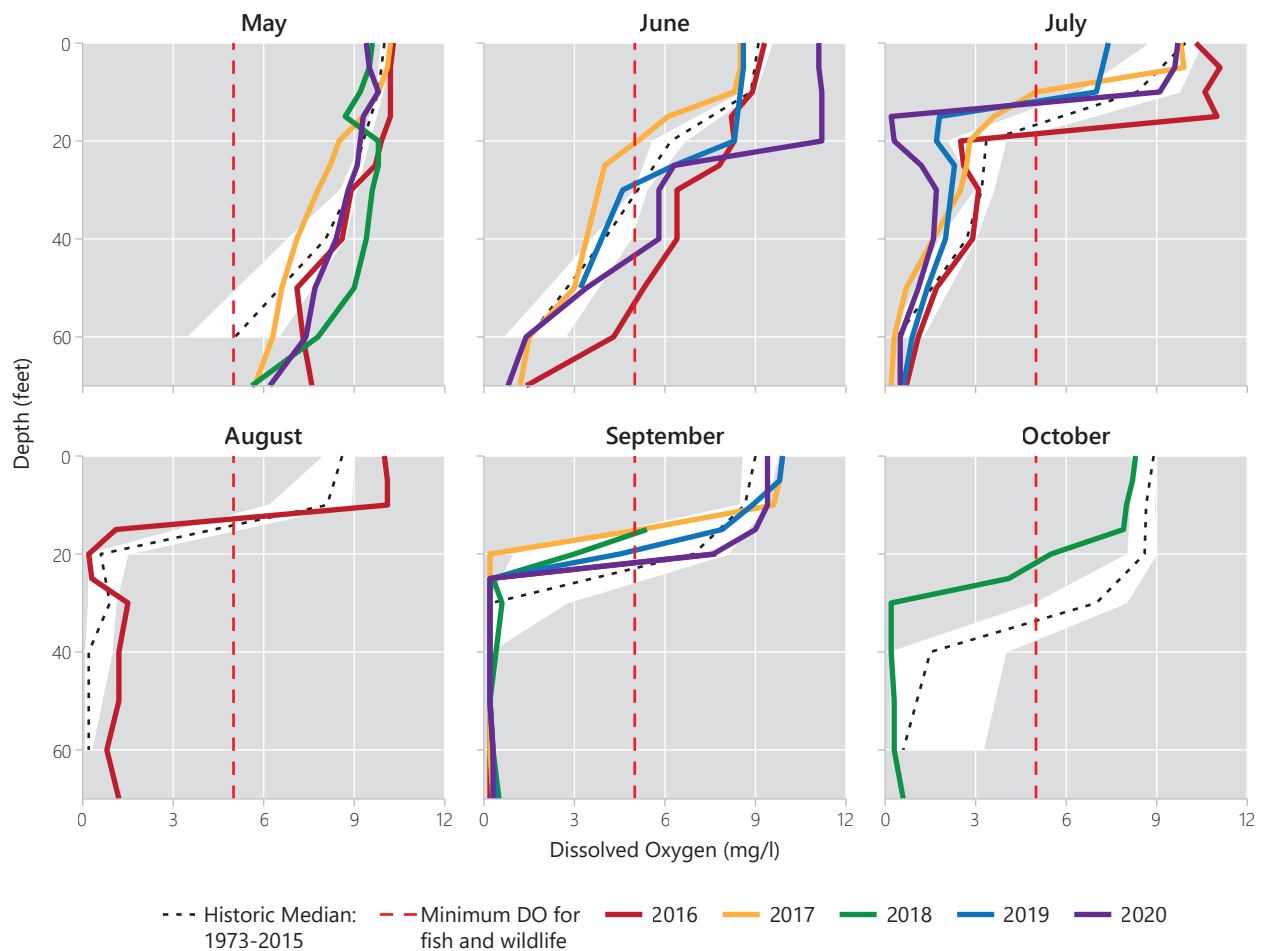 May
June
July
0
20
40
60
August
September
October
0
20
40
60
0
3
6
9
12
0
3
6
9
12
0
3
6
9
12
Depth (feet)
Dissolved Oxygen (mg/l)
Historic Median:
1973-2015
Minimum DO for
fish and wildlife
2016
2017
2018
2019
2020